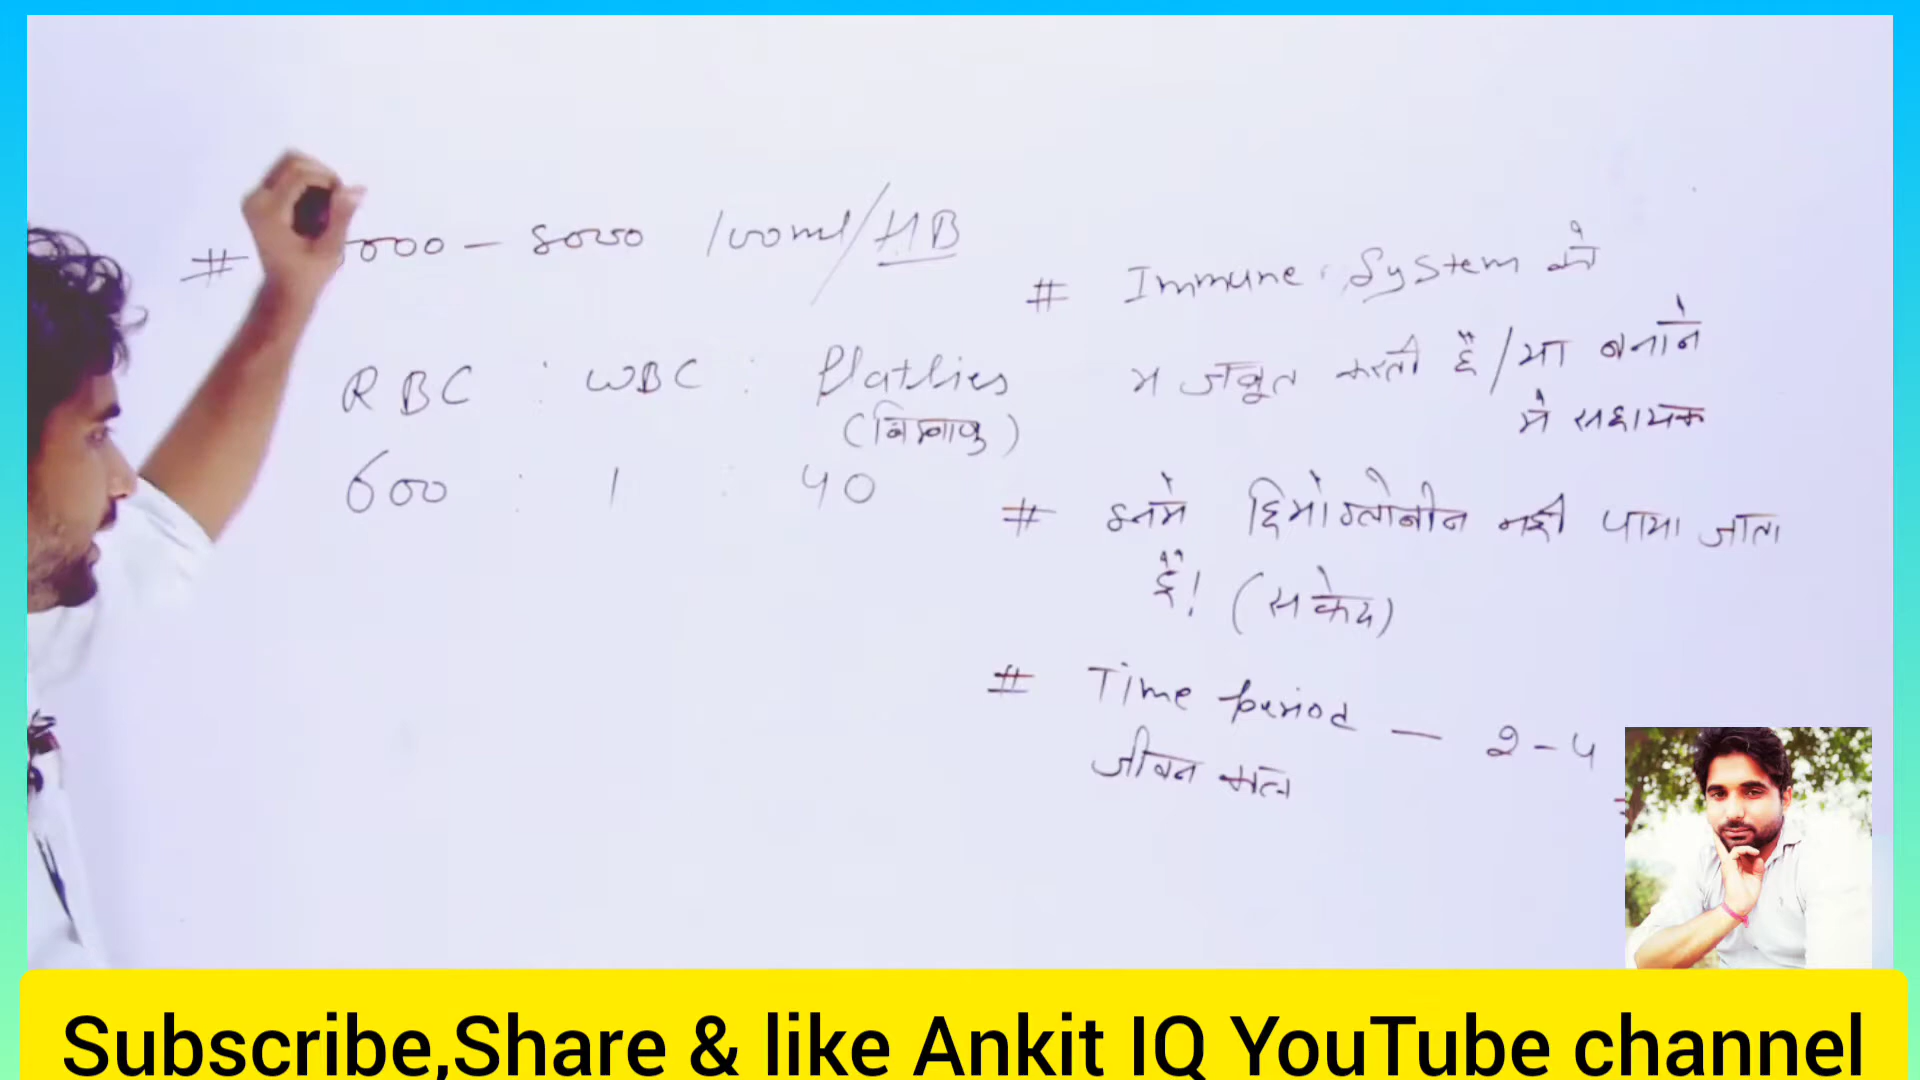 # 000 - 8000 100ml/HB
RBC : WBC : Platlies
(बिम्बाणु)
600 : 1 : 40
# Immune System को
मजबूत करती है/या बनाने
मे सहायक
# इनमे हिमोग्लोबीन नही पाया जाता
है! (सफेद)
# Time period - 2-4
जीवन काल
Subscribe,Share & like Ankit IQ YouTube channel